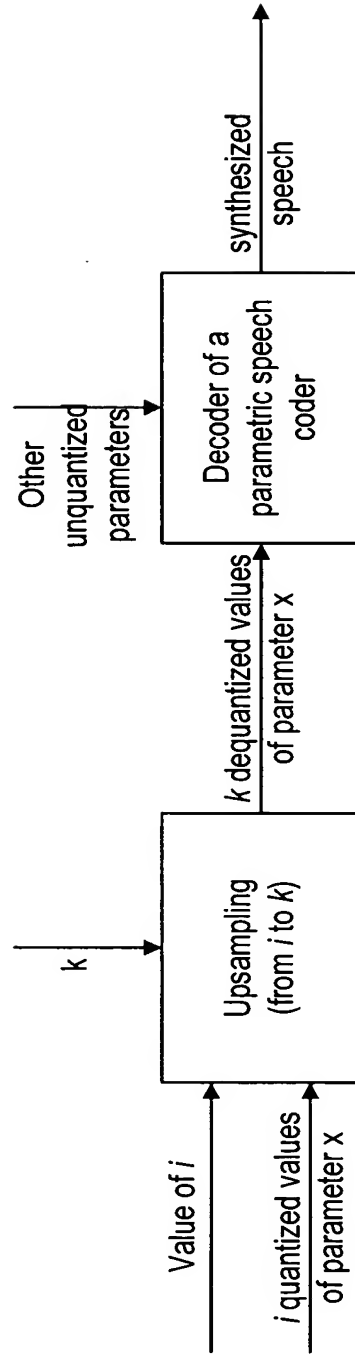 Value of i
i quantized values
of parameter x
k
Upsampling
(from i to k)
k dequantized values
of parameter x
Other
unquantized
parameters
Decoder of a
parametric speech
coder
synthesized
speech